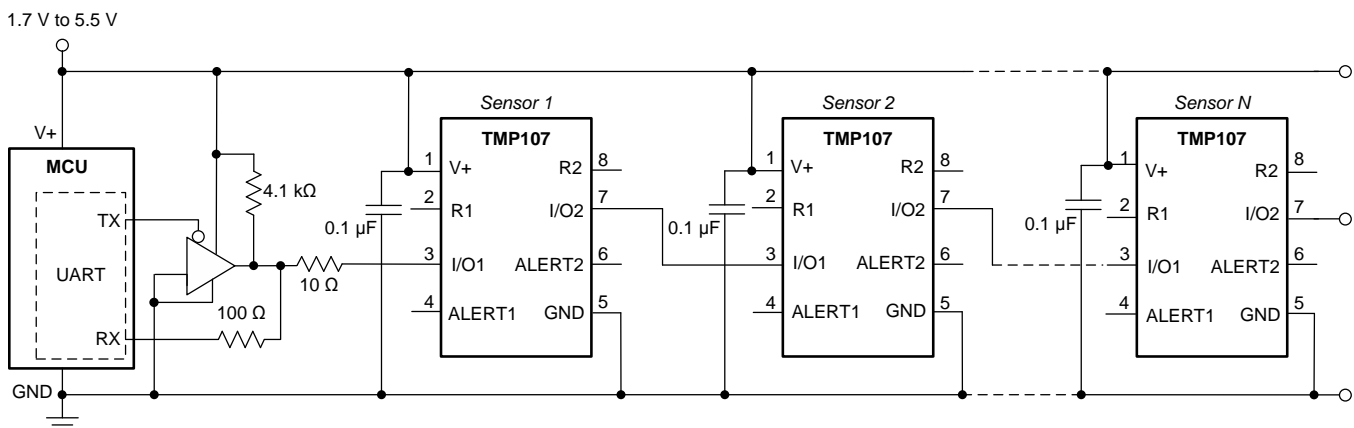 1.7 V to 5.5 V
V+
MCU
TX
UART
RX
GND
4.1 kΩ
10 Ω
100 Ω
Sensor 1
TMP107
1
V+
2
R1
3
I/O1
4
ALERT1
R2
8
I/O2
7
ALERT2
6
GND
5
0.1 µF
Sensor 2
TMP107
1
V+
2
R1
3
I/O1
4
ALERT1
R2
8
I/O2
7
ALERT2
6
GND
5
0.1 µF
Sensor N
TMP107
1
V+
2
R1
3
I/O1
4
ALERT1
R2
8
I/O2
7
ALERT2
6
GND
5
0.1 µF